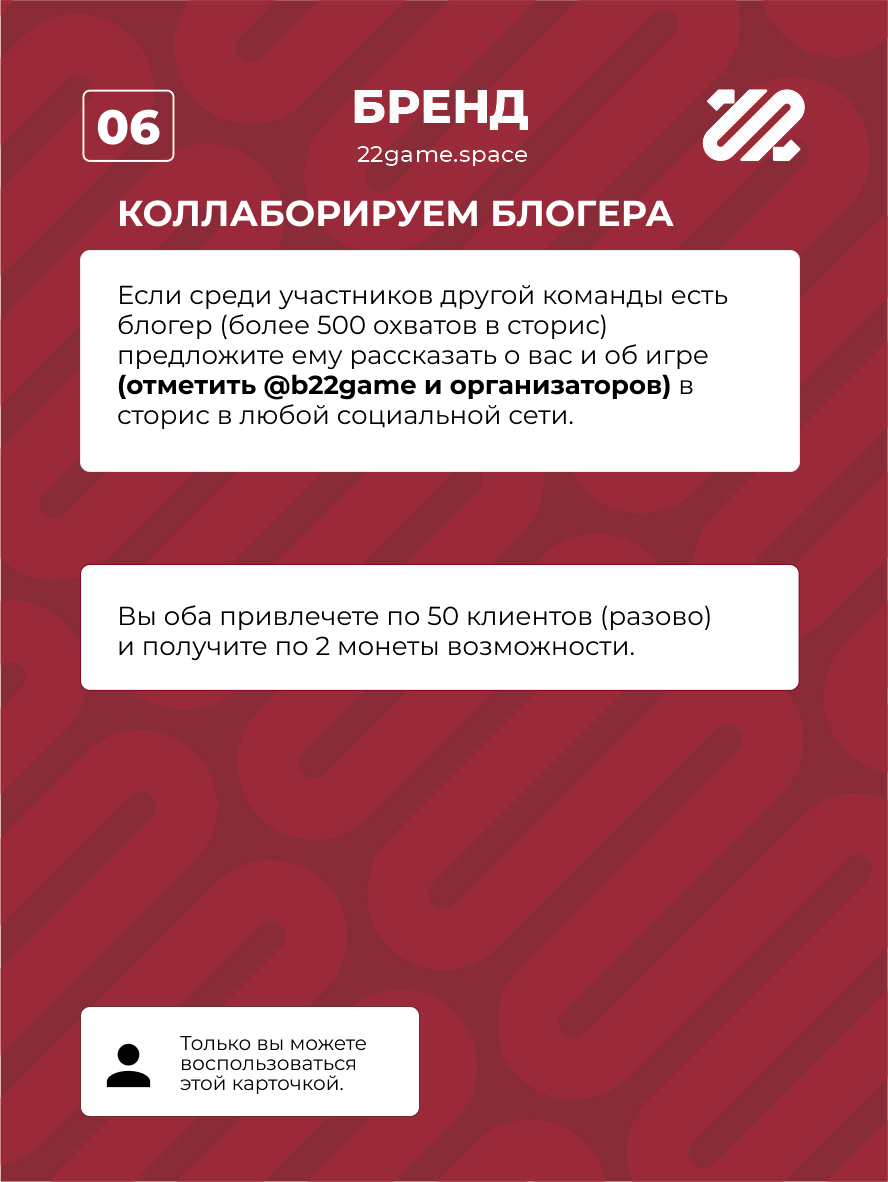 06
БРЕНД
22game.space
КОЛЛАБОРИРУЕМ БЛОГЕРА
Если среди участников другой команды есть
блогер (более 500 охватов в сторис)
предложите ему рассказать о вас и об игре
(отметить @b22game и организаторов) в
сторис в любой социальной сети.
Вы оба привлечете по 50 клиентов (разово)
и получите по 2 монеты возможности.
Только вы можете
воспользоваться
этой карточкой.